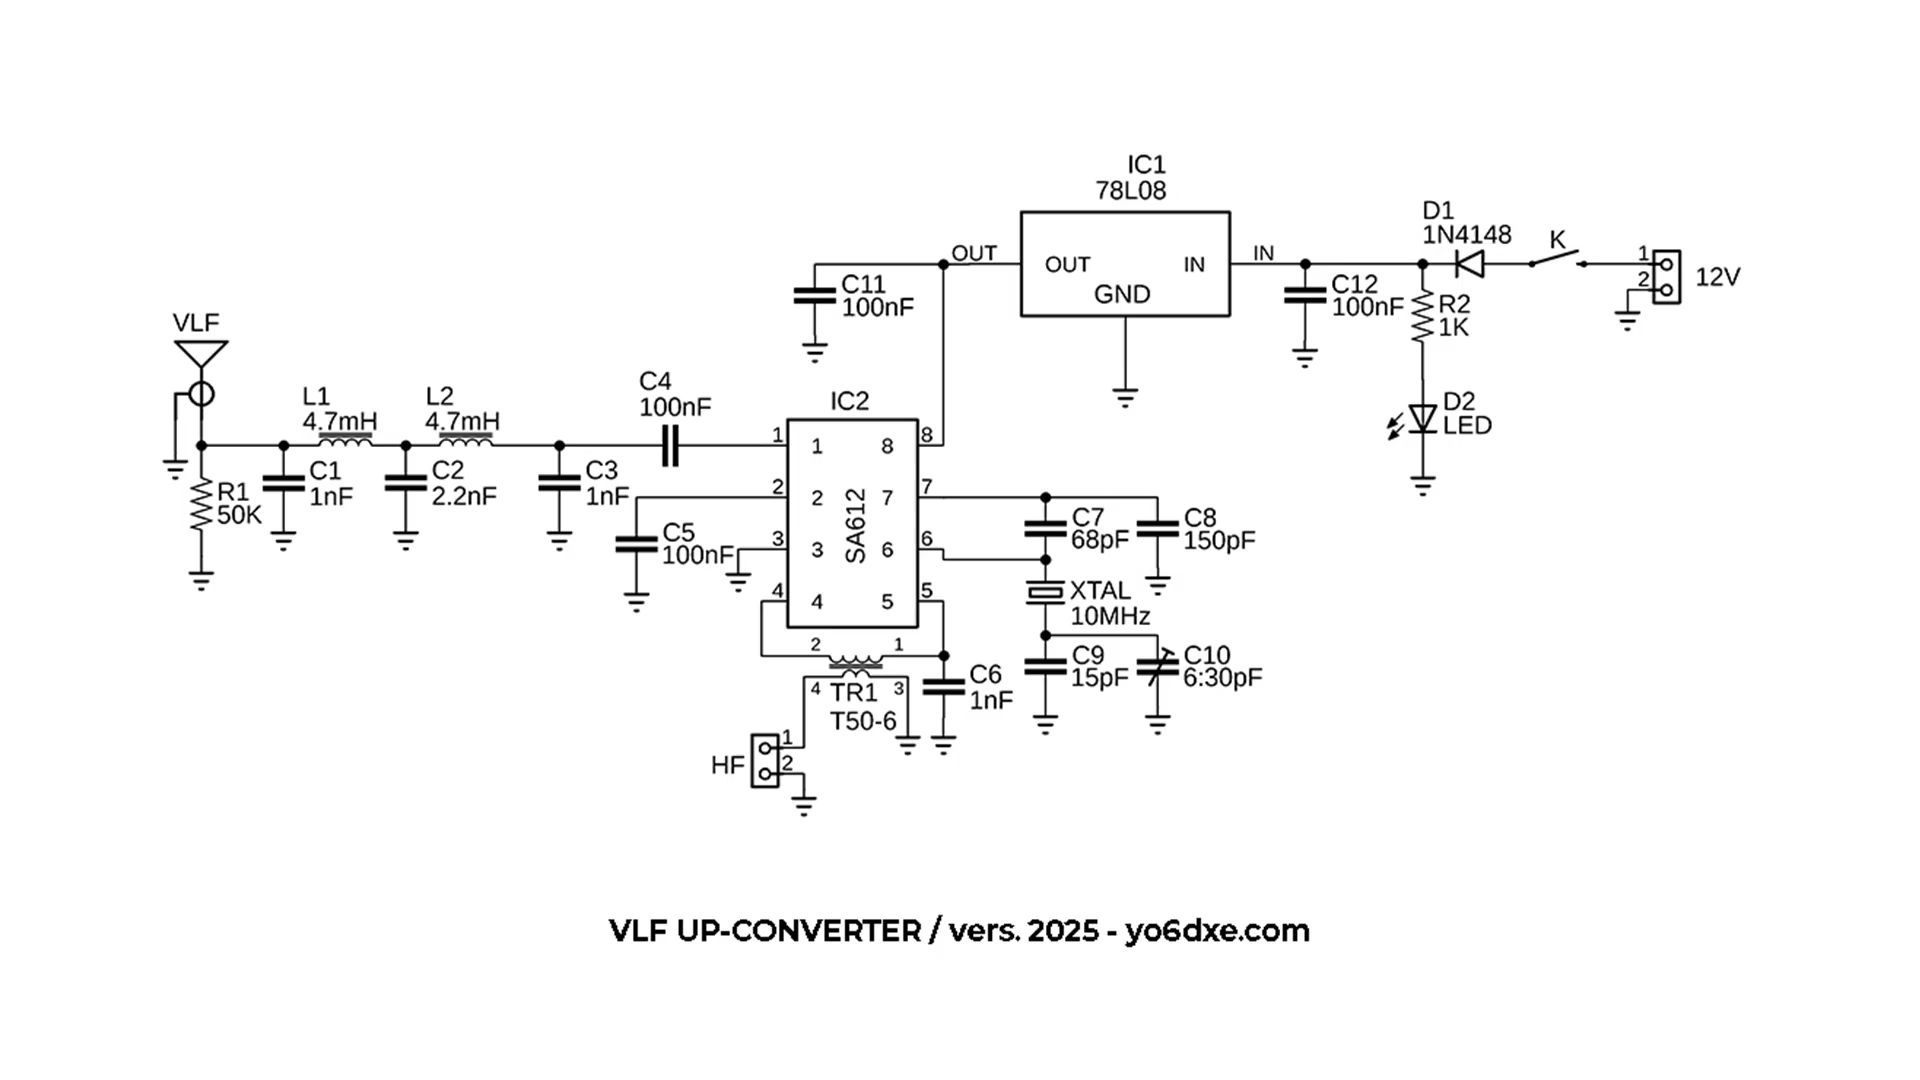 IC1
78L08
OUT
OUT
IN
GND
IN
D1
1N4148
K
1
2
12V
C11
100nF
C12
100nF
R2
1K
D2
LED
VLF
L1
4.7mH
L2
4.7mH
C4
100nF
IC2
R1
50K
C1
1nF
C2
2.2nF
C3
1nF
C5
100nF
1
2
3
4
1
2
3
4
SA612
8
7
6
5
8
7
6
5
C7
68pF
C8
150pF
XTAL
10MHz
C9
15pF
C10
6:30pF
2
1
4
3
TR1
T50-6
C6
1nF
HF
1
2
VLF UP-CONVERTER / vers. 2025 - yo6dxe.com